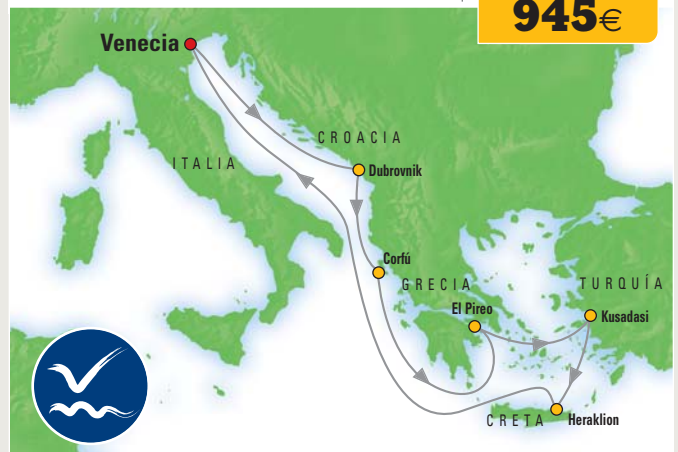 945€
Venecia
CROACIA
ITALIA
Dubrovnik
Corfú
GRECIA
TURQUÍA
El Pireo
Kusadasi
CRETA
Heraklion